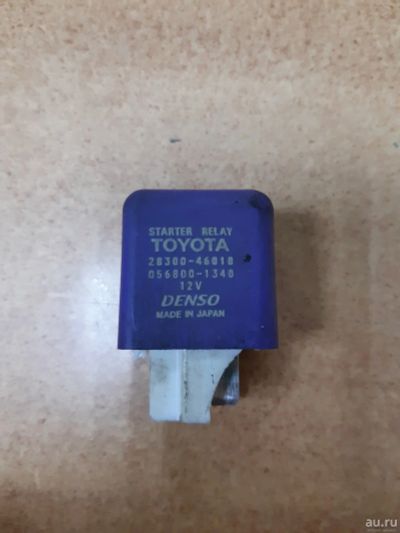 STARTER RELAY
TOYOTA
28300-46010
056800-1340
12V
DENSO
MADE IN JAPAN
au.ru